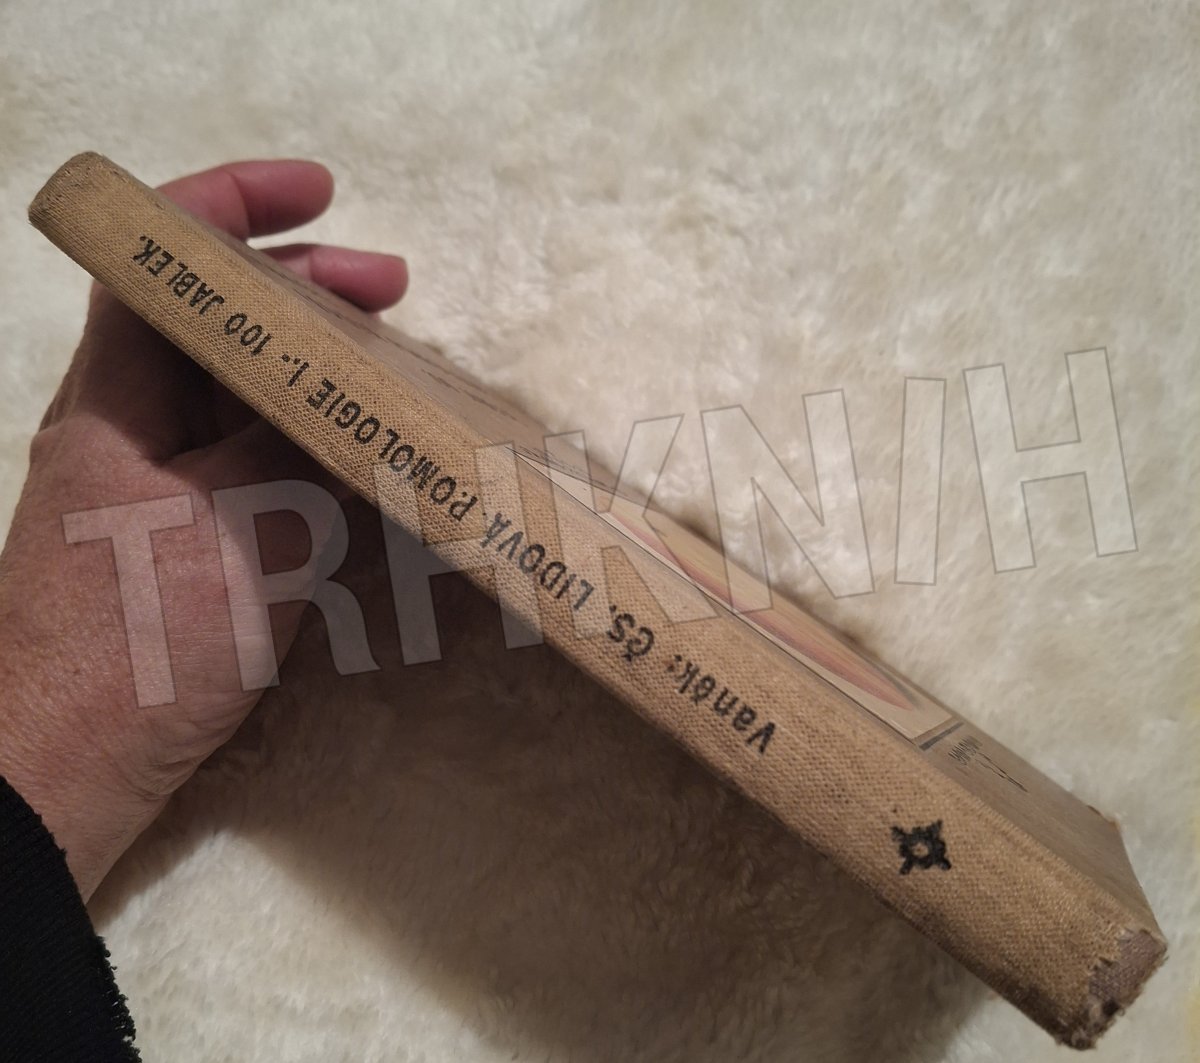 Vaněk: ČS. LIDOVÁ POMOLOGIE I.- 100 JABLEK.
TRHKNIH